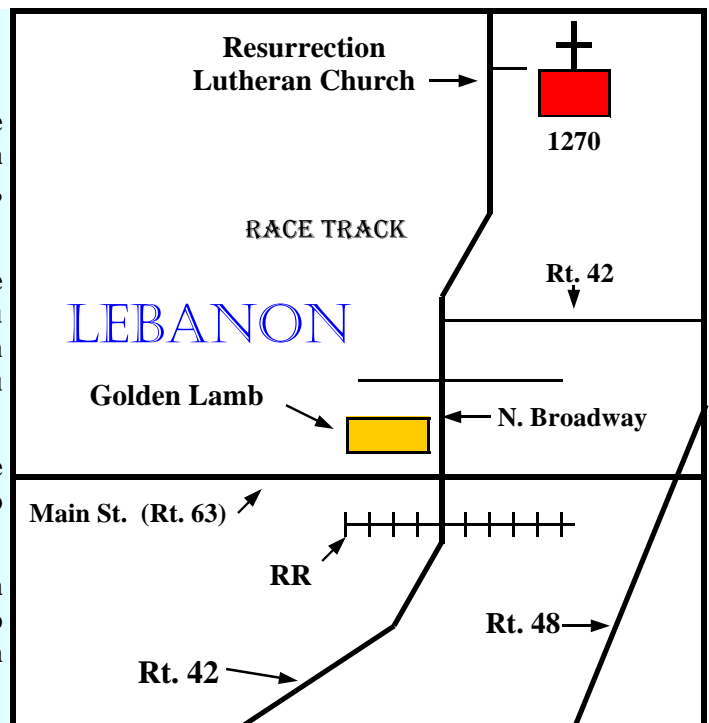 Resurrection
Lutheran Church
1270
RACE TRACK
Rt. 42
LEBANON
Golden Lamb
N. Broadway
Main St. (Rt. 63)
RR
Rt. 48
Rt. 42